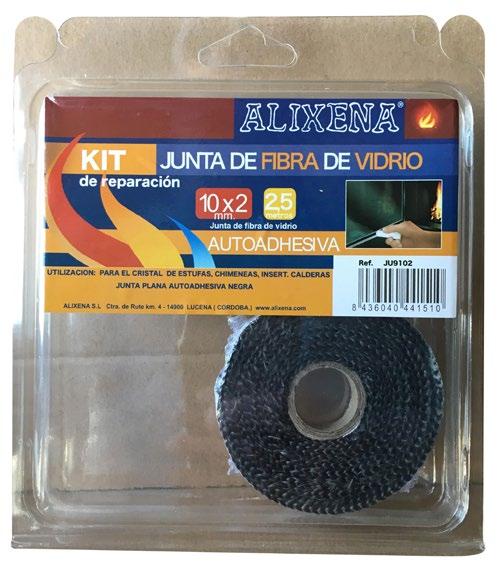 ALIXENA®
KIT
de reparación
JUNTA DE FIBRA DE VIDRIO
10x2
mm.
2,5
metros
Junta de fibra de vidrio
AUTOADHESIVA
Ref. JU9102
UTILIZACION: PARA EL CRISTAL DE ESTUFAS, CHIMENEAS, INSERT. CALDERAS
JUNTA PLANA AUTOADHESIVA NEGRA
ALIXENA S.L Ctra. de Rute km. 4 - 14900 LUCENA ( CORDOBA ) www.alixena.com
8 436040 441510